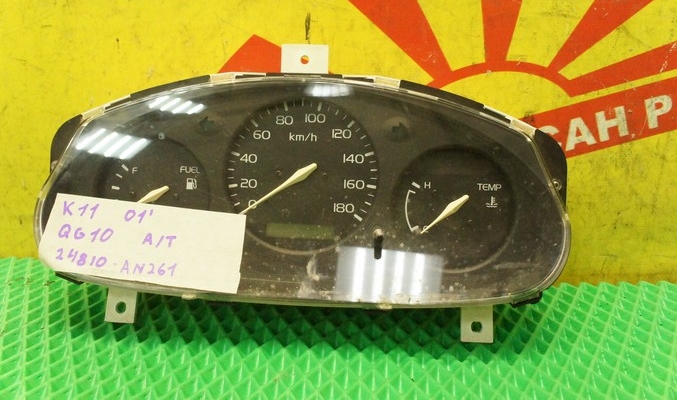 САН Р
100
80
120
60
km/h
140
40
160
20
180
0
180
F
FUEL
H
TEMP
K11 01'
QG10 A/T
24810-AN261